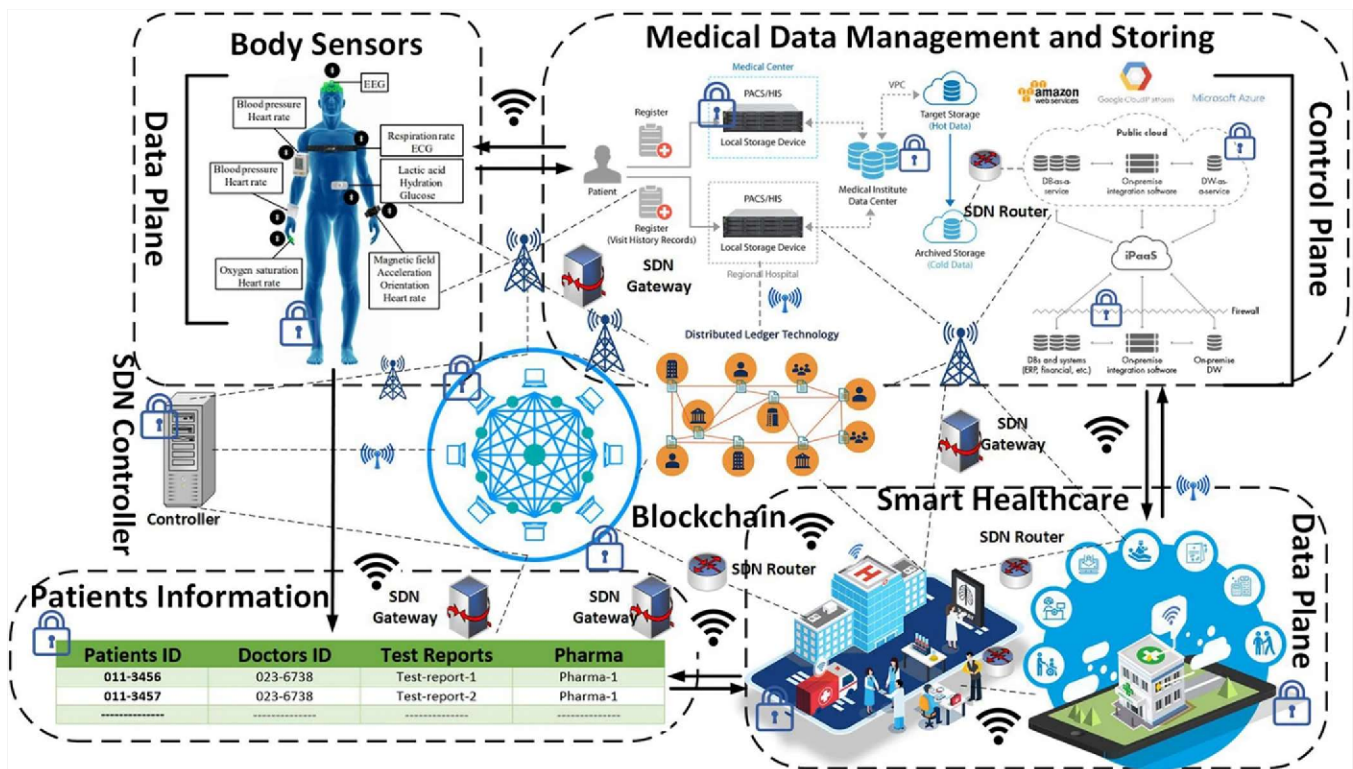 Body Sensors
EEG
Blood pressure
Heart rate
Respiration rate
ECG
Blood pressure
Heart rate
Lactic acid
Hydration
Glucose
Oxygen saturation
Heart rate
Magnetic field
Acceleration
Orientation
Heart rate
Data Plane
Medical Data Management and Storing
Medical Center
PACS/HIS
Local Storage Device
Register
Patient
Register
(Visit History Records)
PACS/HIS
Local Storage Device
Regional Hospital
VPC
Target Storage
(Hot Data)
Medical Institute
Data Center
Archived Storage
(Cold Data)
SDN Router
amazon
web services
Google Cloud Platform
Microsoft Azure
Public cloud
DB-as-a-
service
On-premise
integration software
DW-as-
a-service
iPaaS
Firewall
DBs and systems
(ERP, financial, etc.)
On-premise
integration software
On-premise
DW
Control Plane
SDN
Gateway
Distributed Ledger Technology
SDN Controller
Controller
Blockchain
SDN
Gateway
SDN Router
Smart Healthcare
SDN Router
H
Data Plane
Patients Information
SDN
Gateway
SDN
Gateway
Patients ID Doctors ID Test Reports Pharma
011-3456 023-6738 Test-report-1 Pharma-1
011-3457 023-6738 Test-report-2 Pharma-1
-------------- -------------- -------------- --------------